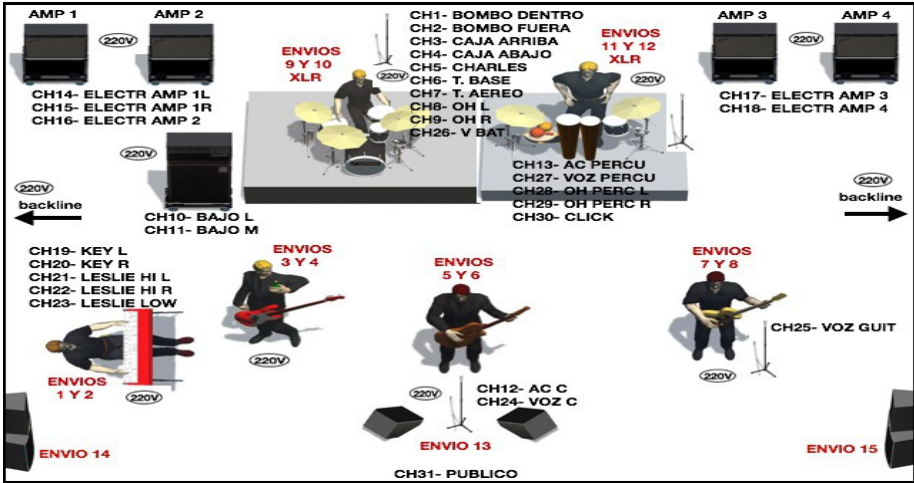 AMP 1
AMP 2
220V
ENVIOS
9 Y 10
XLR
220V
CH1- BOMBO DENTRO
CH2- BOMBO FUERA
CH3- CAJA ARRIBA
CH4- CAJA ABAJO
CH5- CHARLES
CH6- T. BASE
CH7- T. AEREO
CH8- OH L
CH9- OH R
CH26- V BAT
ENVIOS
11 Y 12
XLR
220V
AMP 3
AMP 4
220V
CH14- ELECTR AMP 1L
CH15- ELECTR AMP 1R
CH16- ELECTR AMP 2
CH17- ELECTR AMP 3
CH18- ELECTR AMP 4
220V
CH13- AC PERCU
CH27- VOZ PERCU
CH28- OH PERC L
CH29- OH PERC R
CH30- CLICK
220V
backline
220V
backline
CH10- BAJO L
CH11- BAJO M
CH19- KEY L
CH20- KEY R
CH21- LESLIE HI L
CH22- LESLIE HI R
CH23- LESLIE LOW
ENVIOS
3 Y 4
ENVIOS
5 Y 6
ENVIOS
7 Y 8
CH25- VOZ GUIT
220V
220V
ENVIOS
1 Y 2
220V
220V
CH12- AC C
CH24- VOZ C
ENVIO 14
ENVIO 13
ENVIO 15
CH31- PUBLICO